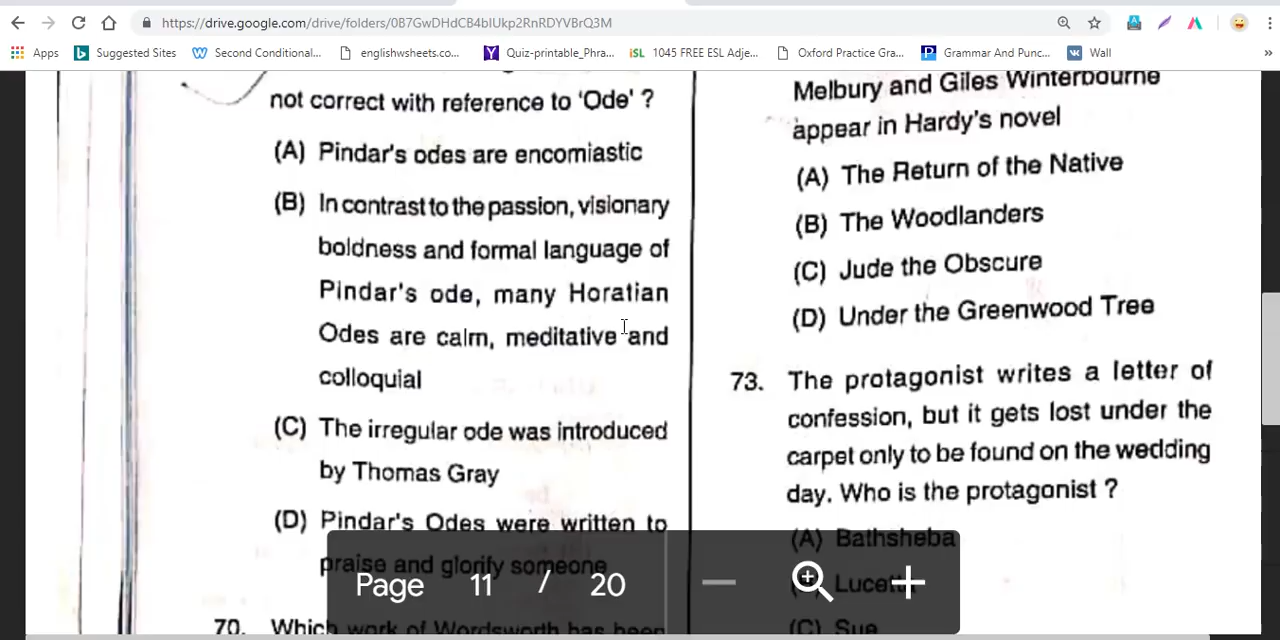 https://drive.google.com/drive/folders/0B7GwDHdCB4blUkp2RnRDYVBrQ3M
Apps
Suggested Sites
Second Conditional...
englishwsheets.co...
Quiz-printable_Phra...
iSL 1045 FREE ESL Adje...
Oxford Practice Gra...
Grammar And Punc...
Wall
»
not correct with reference to 'Ode' ?
(A) Pindar's odes are encomiastic
(B) In contrast to the passion, visionary
boldness and formal language of
Pindar's ode, many Horatian
Odes are calm, meditative and
colloquial
(C) The irregular ode was introduced
by Thomas Gray
(D) Pindar's Odes were written to
praise and glorify someone
70. Which work of Wordsworth has been
Melbury and Giles Winterbourne
appear in Hardy's novel
(A) The Return of the Native
(B) The Woodlanders
(C) Jude the Obscure
(D) Under the Greenwood Tree
73. The protagonist writes a letter of
confession, but it gets lost under the
carpet only to be found on the wedding
day. Who is the protagonist ?
(A) Bathsheba
(C) Sue
Page 11 / 20